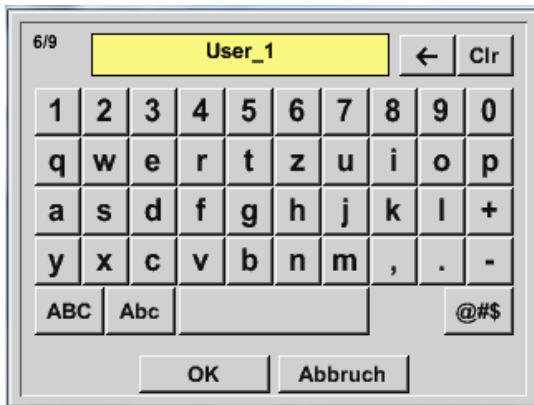 6/9 User_1 ← Clr
1 2 3 4 5 6 7 8 9 0
q w e r t z u i o p
a s d f g h j k l +
y x c v b n m , . -
ABC Abc @#$
OK Abbruch